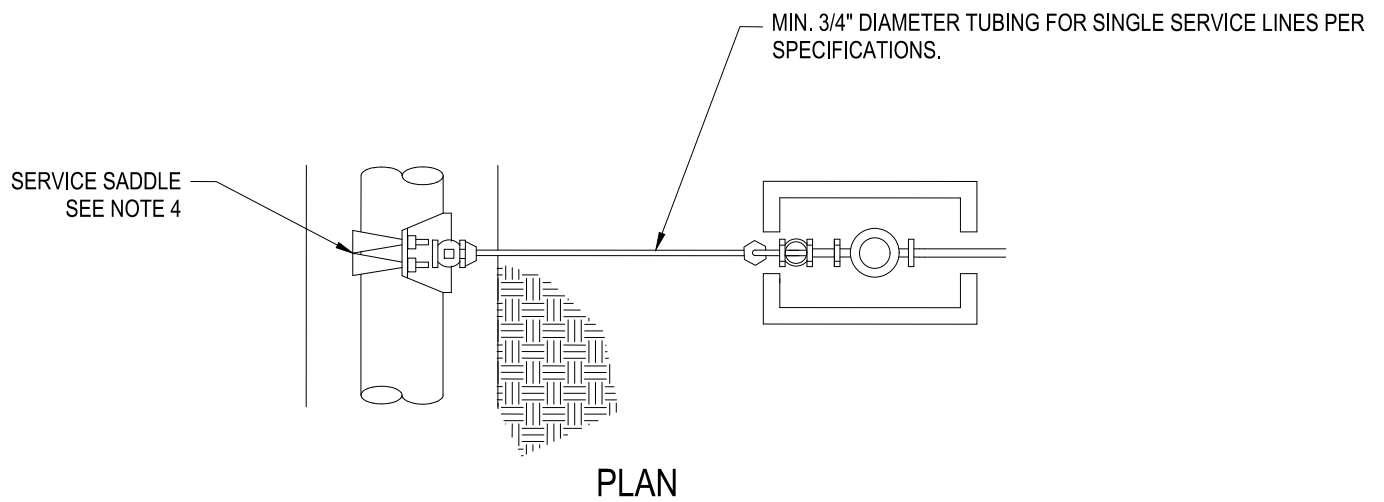 MIN. 3/4" DIAMETER TUBING FOR SINGLE SERVICE LINES PER
SPECIFICATIONS.
SERVICE SADDLE
SEE NOTE 4
PLAN